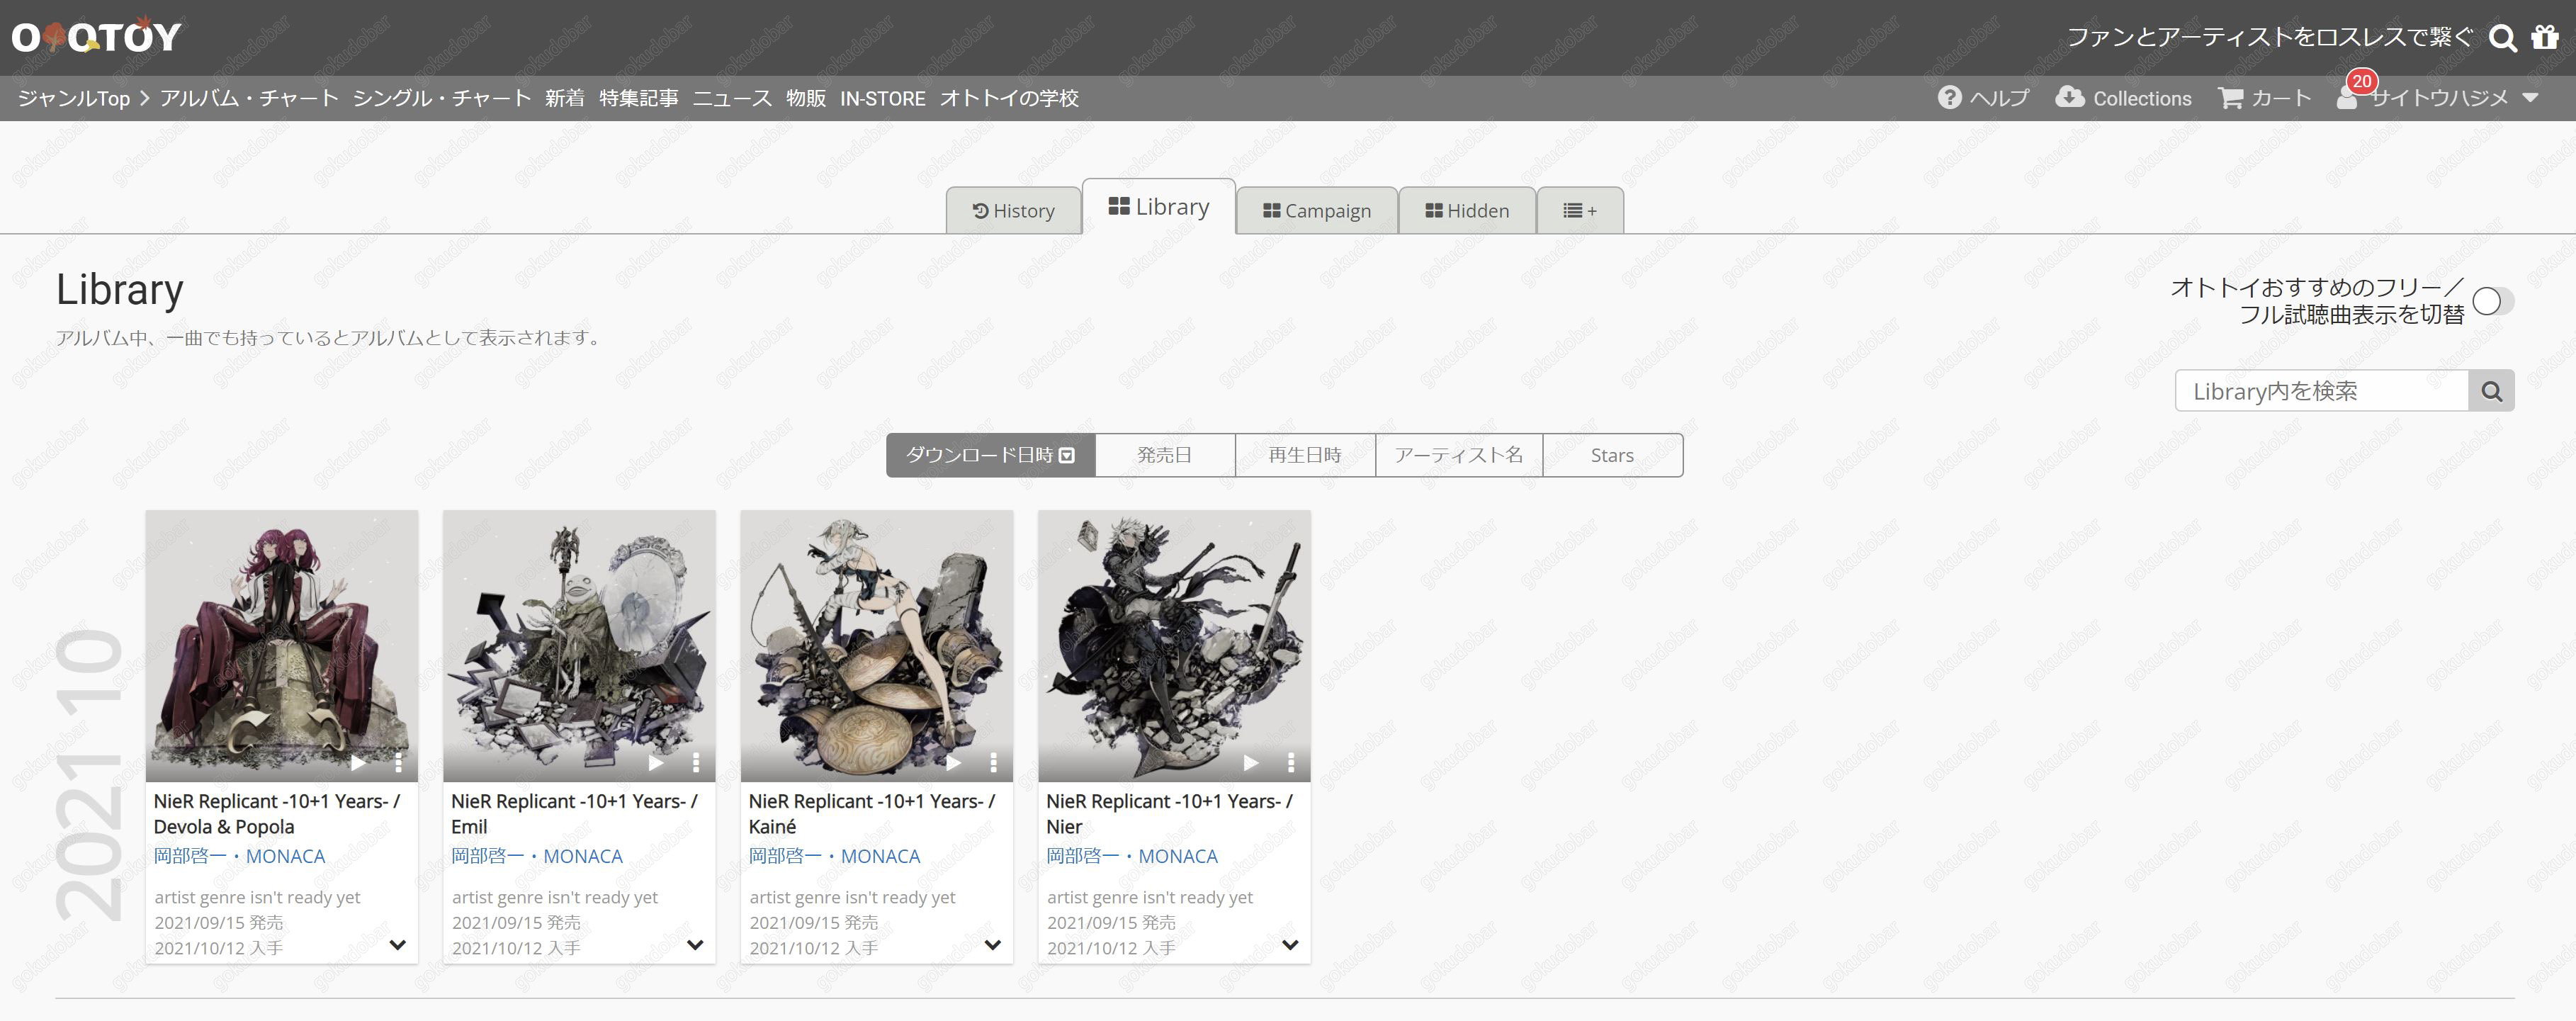 OTOTOY
ファンとアーティストをロスレスで繋ぐ
ジャンルTop アルバム・チャート シングル・チャート 新着 特集記事 ニュース 物販 IN-STORE オトトイの学校
ヘルプ Collections カート 20 サイトウハジメ
History Library Campaign Hidden +
Library
アルバム中、一曲でも持っているとアルバムとして表示されます。
オトトイおすすめのフリー／
フル試聴曲表示を切替
Library内を検索
ダウンロード日時 発売日 再生日時 アーティスト名 Stars
2021 10
NieR Replicant -10+1 Years- /
Devola & Popola
岡部啓一・MONACA
artist genre isn't ready yet
2021/09/15 発売
2021/10/12 入手
NieR Replicant -10+1 Years- /
Emil
岡部啓一・MONACA
artist genre isn't ready yet
2021/09/15 発売
2021/10/12 入手
NieR Replicant -10+1 Years- /
Kainé
岡部啓一・MONACA
artist genre isn't ready yet
2021/09/15 発売
2021/10/12 入手
NieR Replicant -10+1 Years- /
Nier
岡部啓一・MONACA
artist genre isn't ready yet
2021/09/15 発売
2021/10/12 入手
gokudobar